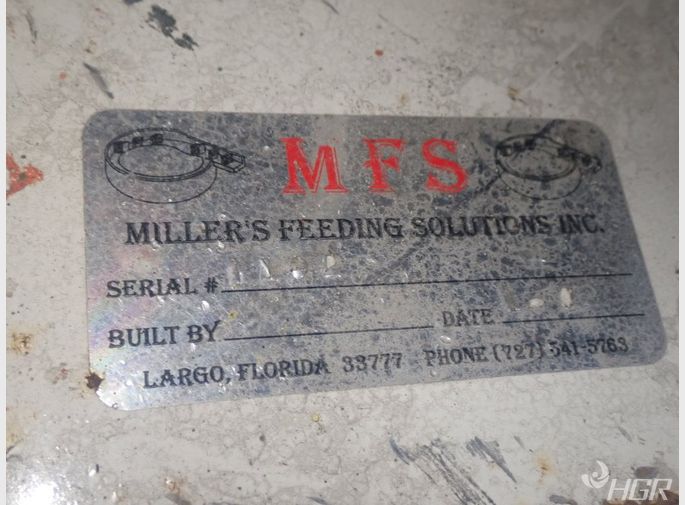 MFS
MILLER'S FEEDING SOLUTIONS INC.
SERIAL #
BUILT BY DATE
LARGO, FLORIDA 33777 PHONE (727) 541-5763
HGR